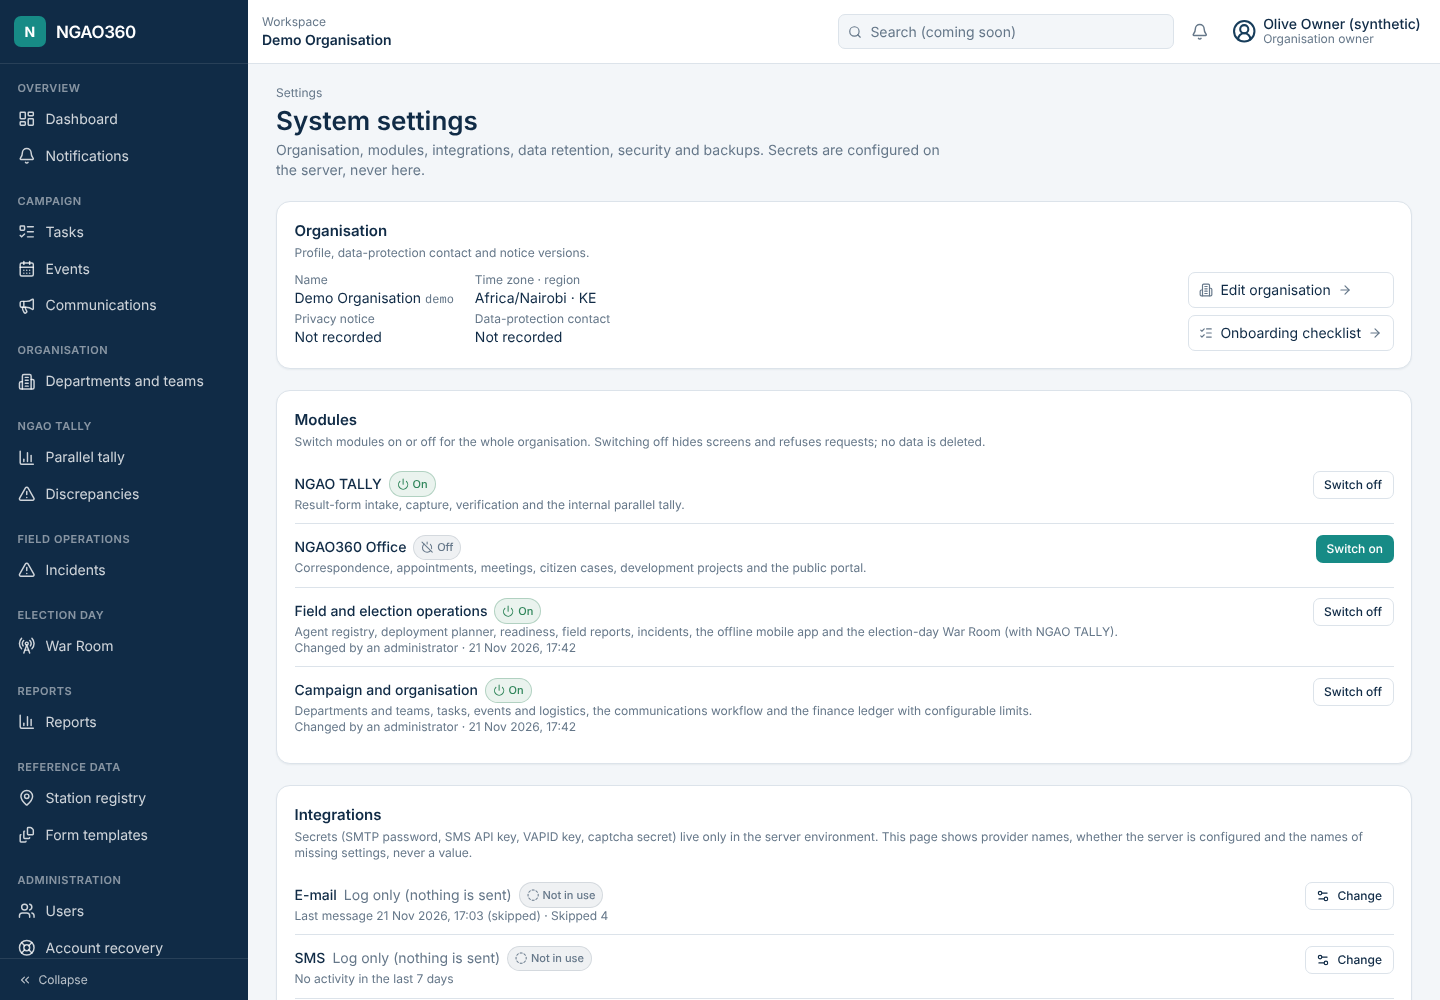 N NGAO360
OVERVIEW
Dashboard
Notifications
CAMPAIGN
Tasks
Events
Communications
ORGANISATION
Departments and teams
NGAO TALLY
Parallel tally
Discrepancies
FIELD OPERATIONS
Incidents
ELECTION DAY
War Room
REPORTS
Reports
REFERENCE DATA
Station registry
Form templates
ADMINISTRATION
Users
Account recovery
Collapse
Workspace
Demo Organisation
Search (coming soon)
Olive Owner (synthetic)
Organisation owner
Settings
System settings
Organisation, modules, integrations, data retention, security and backups. Secrets are configured on
the server, never here.
Organisation
Profile, data-protection contact and notice versions.
Name
Demo Organisation demo
Time zone · region
Africa/Nairobi · KE
Privacy notice
Not recorded
Data-protection contact
Not recorded
Edit organisation
Onboarding checklist
Modules
Switch modules on or off for the whole organisation. Switching off hides screens and refuses requests; no data is deleted.
NGAO TALLY On
Result-form intake, capture, verification and the internal parallel tally.
Switch off
NGAO360 Office Off
Correspondence, appointments, meetings, citizen cases, development projects and the public portal.
Switch on
Field and election operations On
Agent registry, deployment planner, readiness, field reports, incidents, the offline mobile app and the election-day War Room (with NGAO TALLY).
Changed by an administrator · 21 Nov 2026, 17:42
Switch off
Campaign and organisation On
Departments and teams, tasks, events and logistics, the communications workflow and the finance ledger with configurable limits.
Changed by an administrator · 21 Nov 2026, 17:42
Switch off
Integrations
Secrets (SMTP password, SMS API key, VAPID key, captcha secret) live only in the server environment. This page shows provider names, whether the server is configured and the names of
missing settings, never a value.
E-mail Log only (nothing is sent) Not in use
Last message 21 Nov 2026, 17:03 (skipped) · Skipped 4
Change
SMS Log only (nothing is sent) Not in use
No activity in the last 7 days
Change